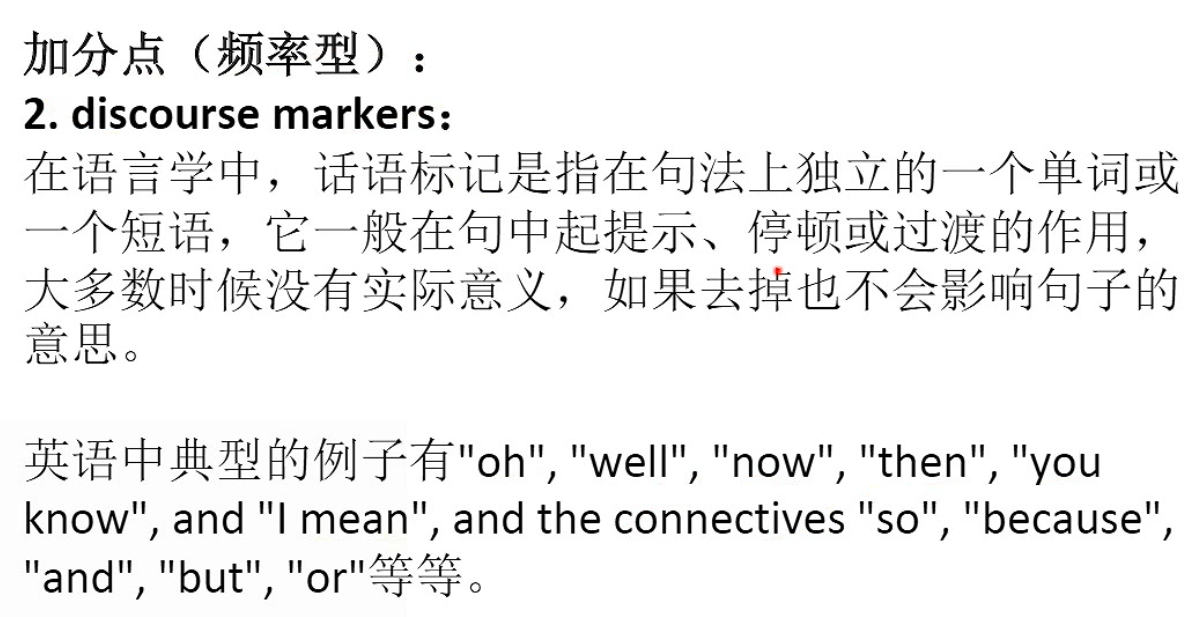 加分点（频率型）：
2. discourse markers：
在语言学中，话语标记是指在句法上独立的一个单词或
一个短语，它一般在句中起提示、停顿或过渡的作用，
大多数时候没有实际意义，如果去掉也不会影响句子的
意思。
英语中典型的例子有"oh", "well", "now", "then", "you
know", and "I mean", and the connectives "so", "because",
"and", "but", "or"等等。